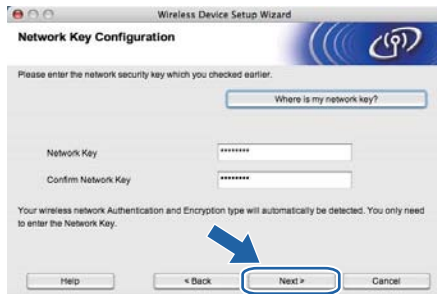 Wireless Device Setup Wizard
Network Key Configuration
Please enter the network security key which you checked earlier.
Where is my network key?
Network Key ********
Confirm Network Key ********
Your wireless network Authentication and Encryption type will automatically be detected. You only need
to enter the Network Key.
Help < Back Next > Cancel